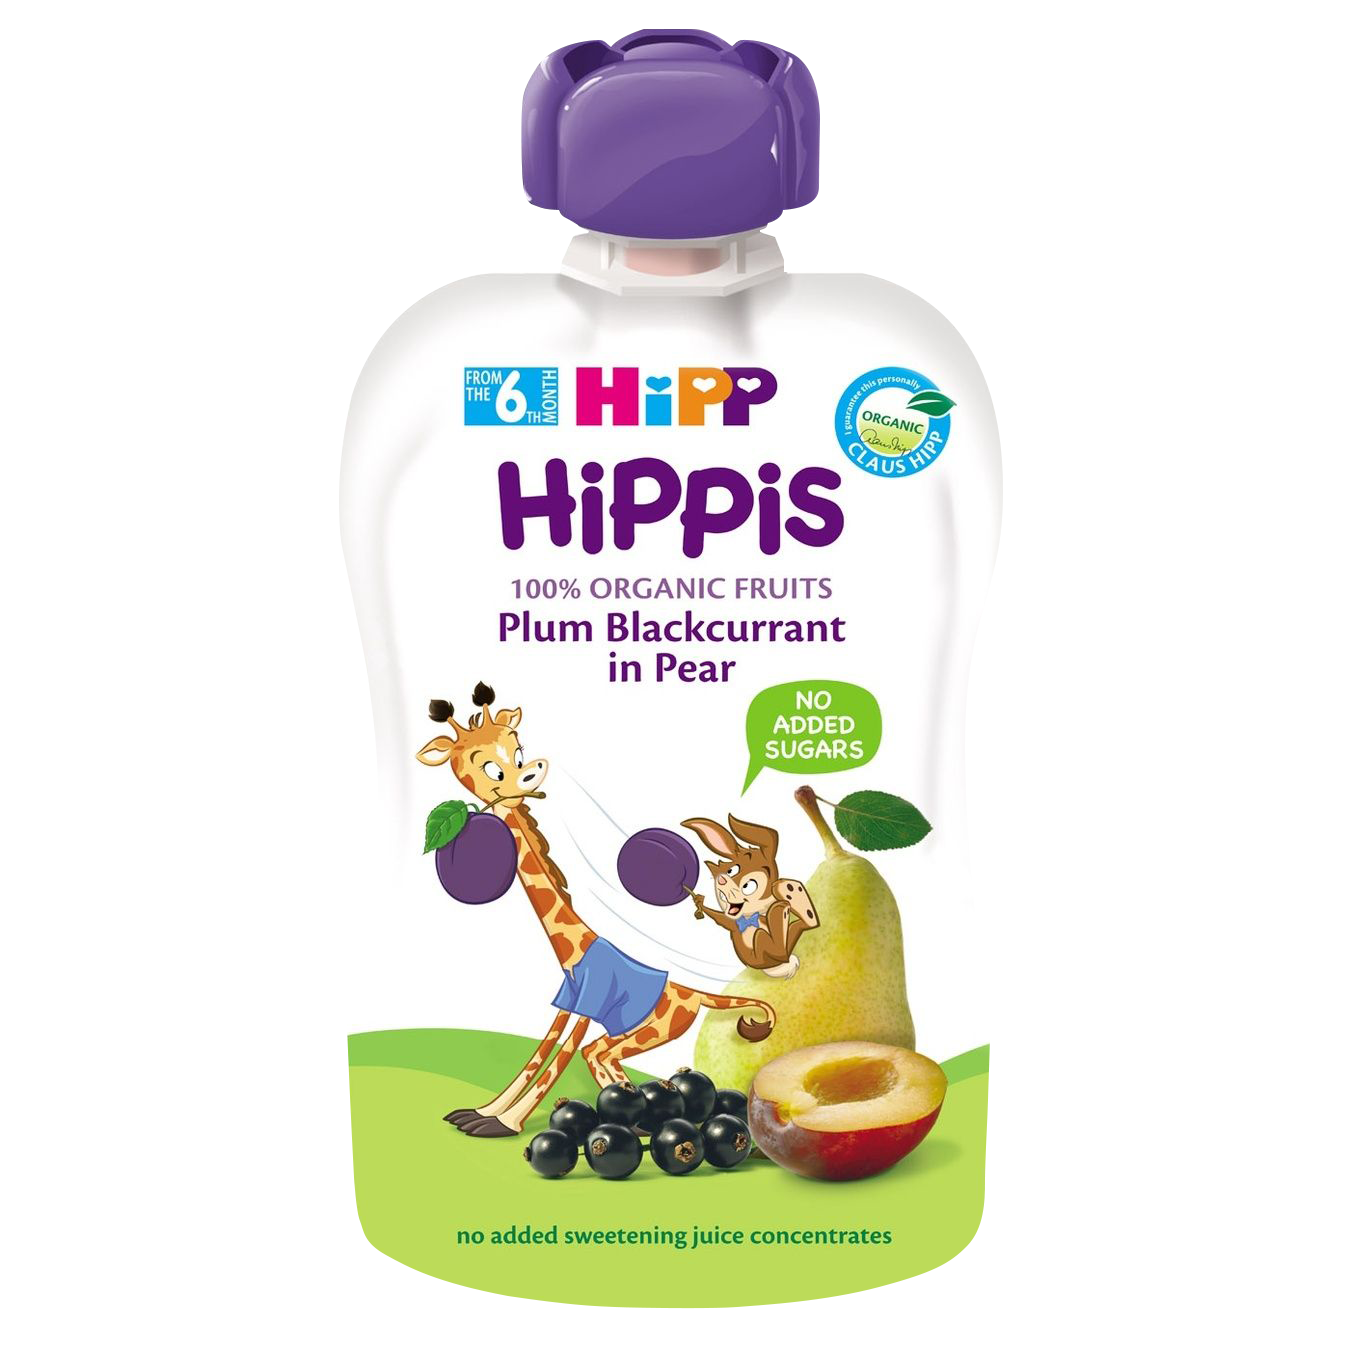 FROM
THE 6TH
MONTH
HiPP
I guarantee this personally
ORGANIC
CLAUS HIPP
HiPPiS
100% ORGANIC FRUITS
Plum Blackcurrant
in Pear
NO
ADDED
SUGARS
no added sweetening juice concentrates